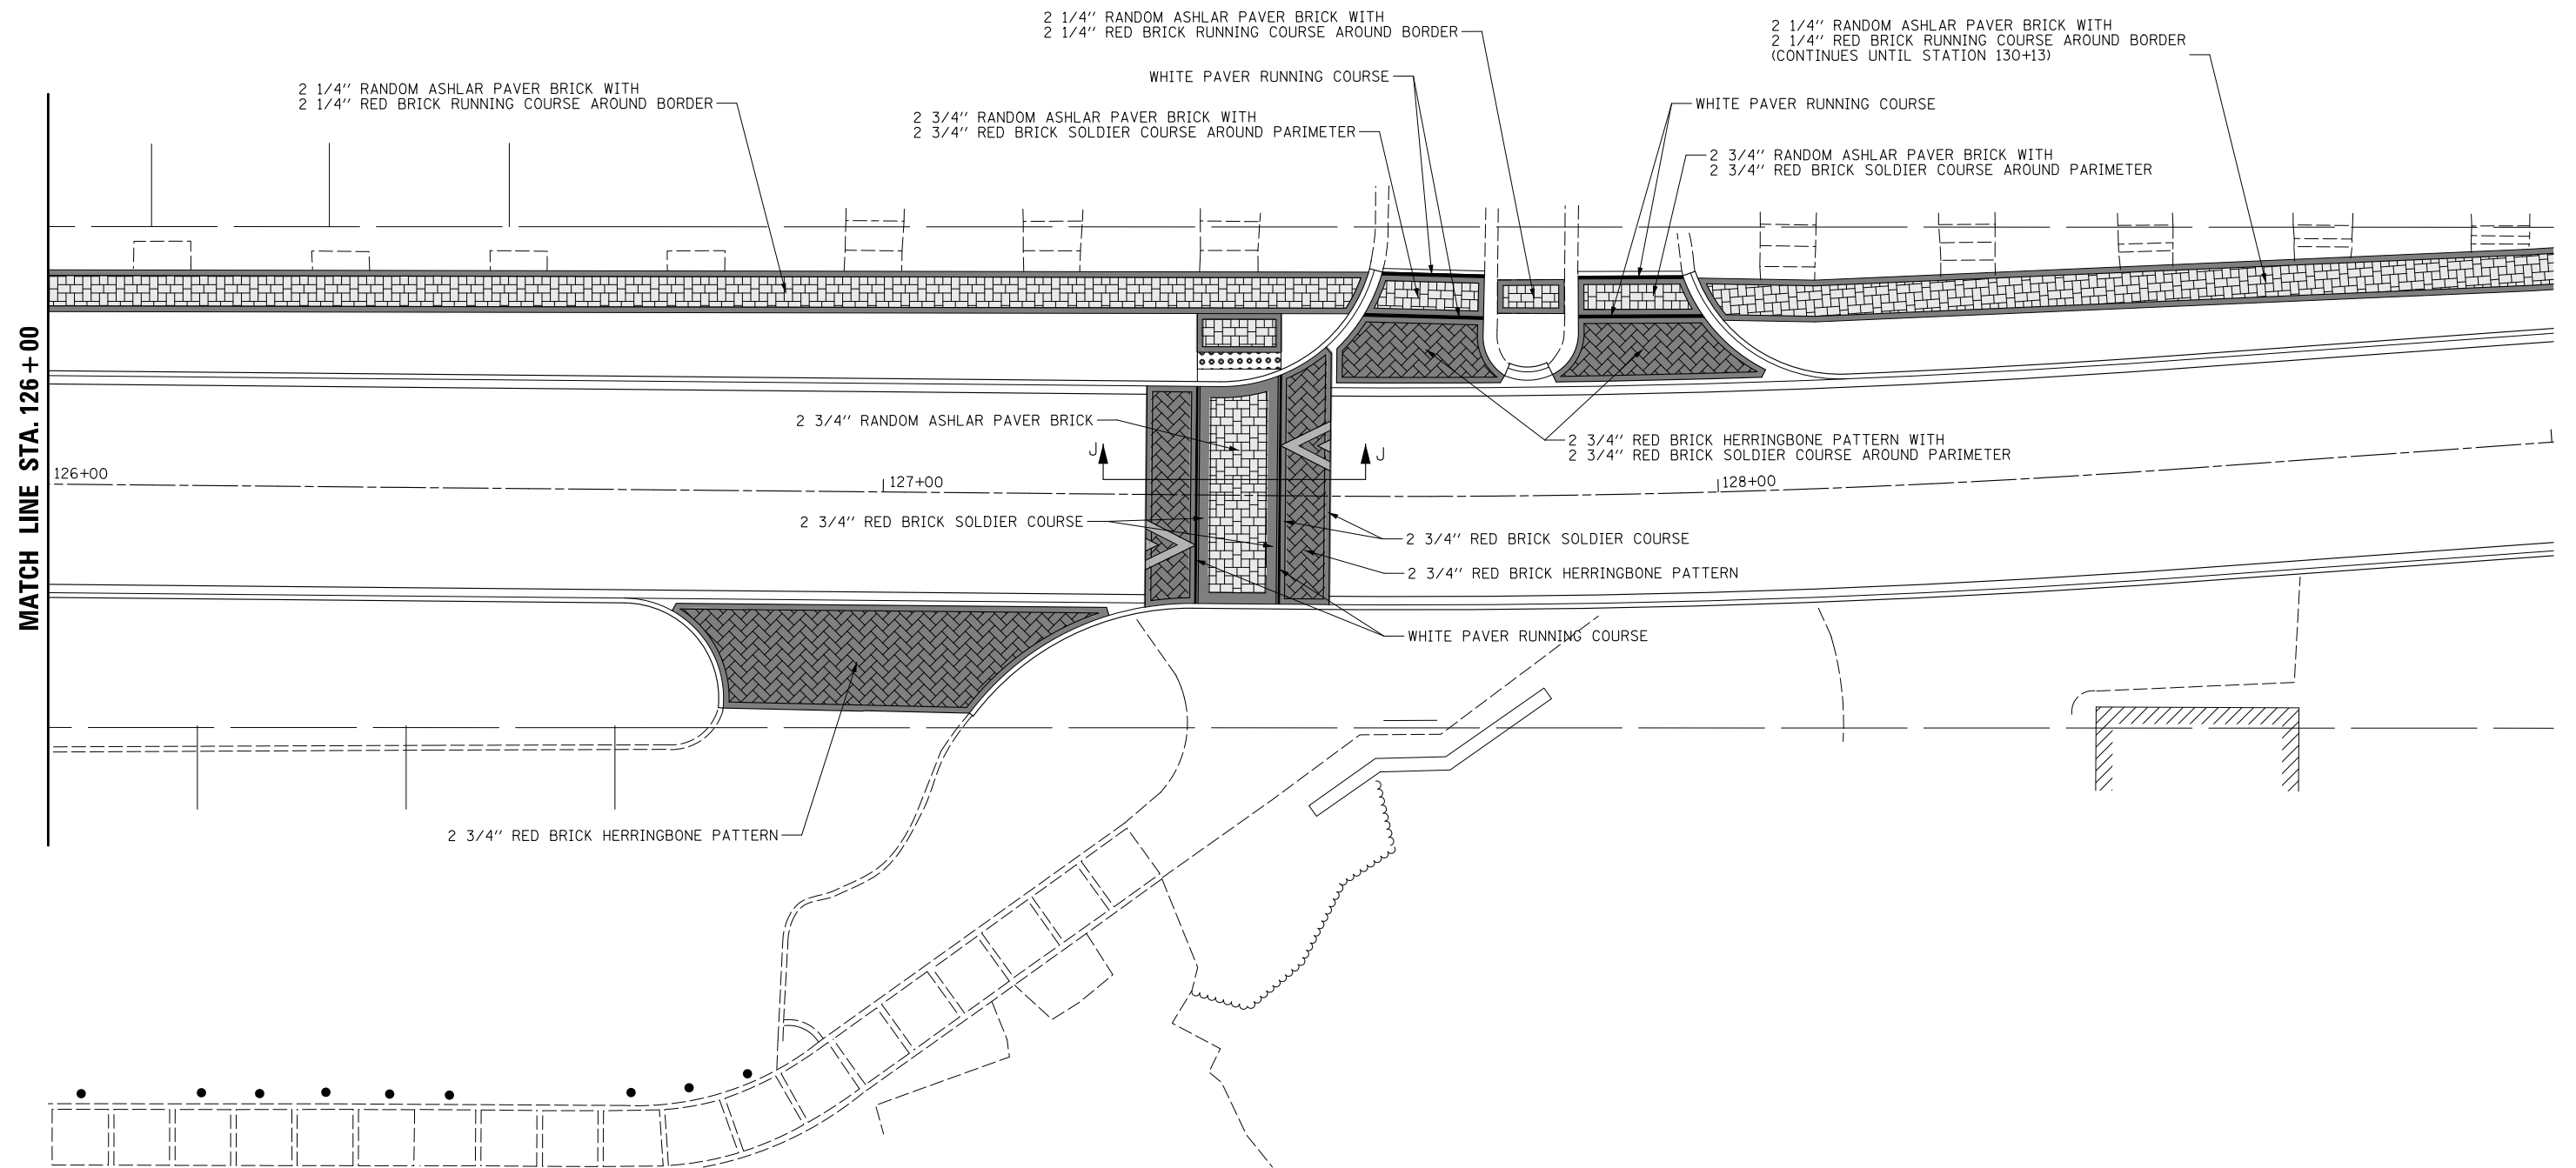 2 1/4" RANDOM ASHLAR PAVER BRICK WITH
2 1/4" RED BRICK RUNNING COURSE AROUND BORDER
2 1/4" RANDOM ASHLAR PAVER BRICK WITH
2 1/4" RED BRICK RUNNING COURSE AROUND BORDER
(CONTINUES UNTIL STATION 130+13)
WHITE PAVER RUNNING COURSE
2 1/4" RANDOM ASHLAR PAVER BRICK WITH
2 1/4" RED BRICK RUNNING COURSE AROUND BORDER
WHITE PAVER RUNNING COURSE
2 3/4" RANDOM ASHLAR PAVER BRICK WITH
2 3/4" RED BRICK SOLDIER COURSE AROUND PARIMETER
2 3/4" RANDOM ASHLAR PAVER BRICK WITH
2 3/4" RED BRICK SOLDIER COURSE AROUND PARIMETER
MATCH LINE STA. 126+00
2 3/4" RANDOM ASHLAR PAVER BRICK
2 3/4" RED BRICK HERRINGBONE PATTERN WITH
2 3/4" RED BRICK SOLDIER COURSE AROUND PARIMETER
J
J
126+00
127+00
128+00
2 3/4" RED BRICK SOLDIER COURSE
2 3/4" RED BRICK SOLDIER COURSE
2 3/4" RED BRICK HERRINGBONE PATTERN
WHITE PAVER RUNNING COURSE
2 3/4" RED BRICK HERRINGBONE PATTERN